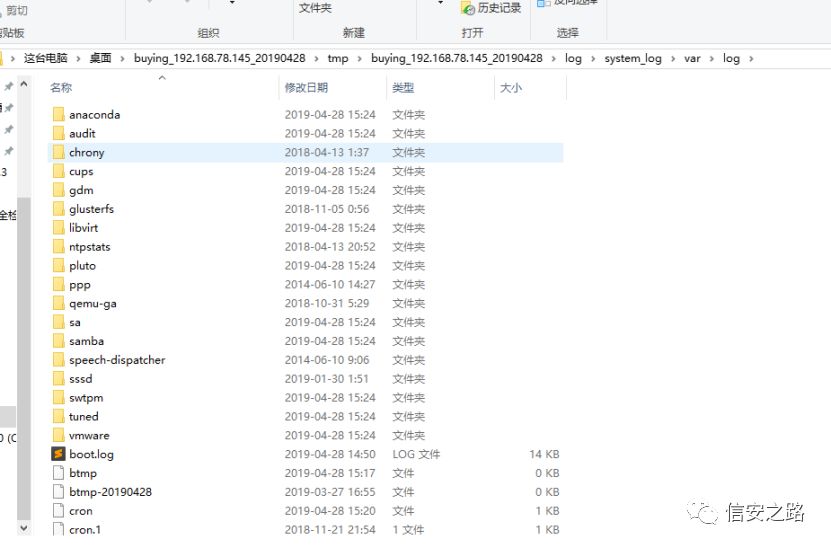 剪切
文件夹
历史记录
组织
新建
打开
选择
这台电脑 > 桌面 > buying_192.168.78.145_20190428 > tmp > buying_192.168.78.145_20190428 > log > system_log > var > log >
名称 修改日期 类型 大小
anaconda 2019-04-28 15:24 文件夹
audit 2019-04-28 15:24 文件夹
chrony 2018-04-13 1:37 文件夹
cups 2019-04-28 15:24 文件夹
gdm 2019-04-28 15:24 文件夹
glusterfs 2018-11-05 0:56 文件夹
libvirt 2019-04-28 15:24 文件夹
ntpstats 2018-04-13 20:52 文件夹
pluto 2019-04-28 15:24 文件夹
ppp 2014-06-10 14:27 文件夹
qemu-ga 2018-10-31 5:29 文件夹
sa 2019-04-28 15:24 文件夹
samba 2019-04-28 15:24 文件夹
speech-dispatcher 2014-06-10 9:06 文件夹
sssd 2019-01-30 1:51 文件夹
swtpm 2019-04-28 15:24 文件夹
tuned 2019-04-28 15:24 文件夹
vmware 2019-04-28 15:24 文件夹
boot.log 2019-04-28 14:50 LOG 文件 14 KB
btmp 2019-04-28 15:17 文件 0 KB
btmp-20190428 2019-03-27 16:55 文件 0 KB
cron 2019-04-28 15:20 文件 1 KB
cron.1 2018-11-21 21:54 1 文件 1 KB
信安之路